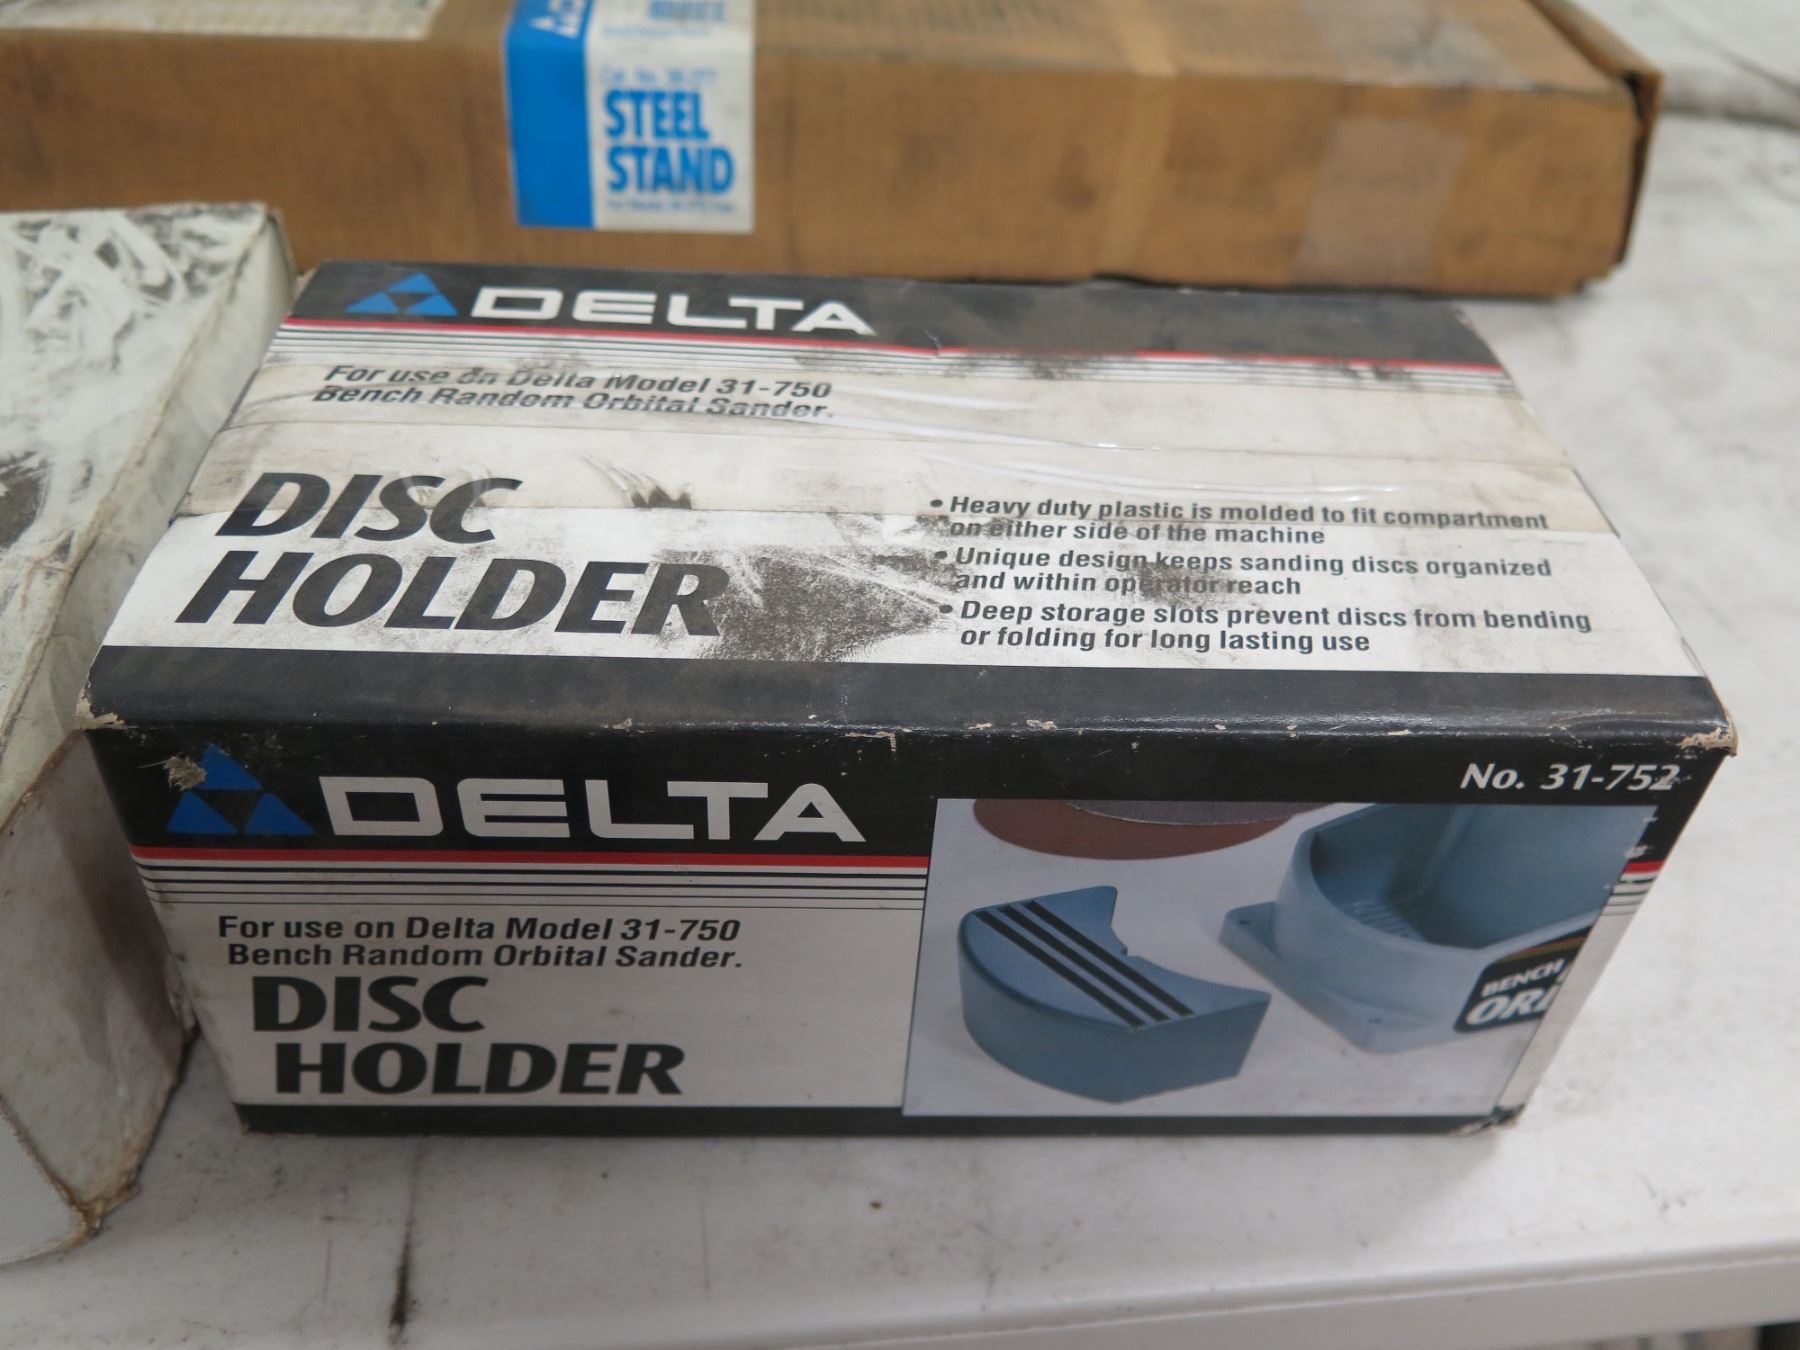 STEEL
STAND
DELTA
For use on Delta Model 31-750
Bench Random Orbital Sander.
DISC
HOLDER
• Heavy duty plastic is molded to fit compartment
on either side of the machine
• Unique design keeps sanding discs organized
and within operator reach
• Deep storage slots prevent discs from bending
or folding for long lasting use
DELTA
No. 31-752
For use on Delta Model 31-750
Bench Random Orbital Sander.
DISC
HOLDER
BENCH